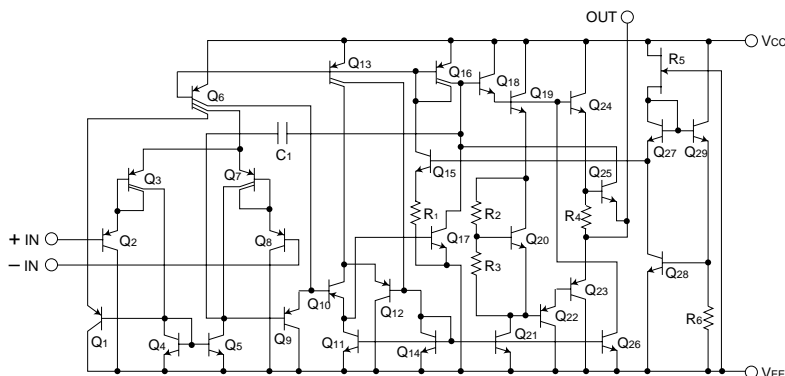 OUT
VCC
Q13
Q16
Q18
R5
Q6
Q19
Q24
C1
Q27
Q29
Q3
Q7
Q15
Q25
R1
R2
R4
+ IN
Q2
Q8
Q17
Q20
− IN
R3
Q28
Q10
Q12
Q23
Q22
R6
Q1
Q4
Q5
Q9
Q11
Q14
Q21
Q26
VEE